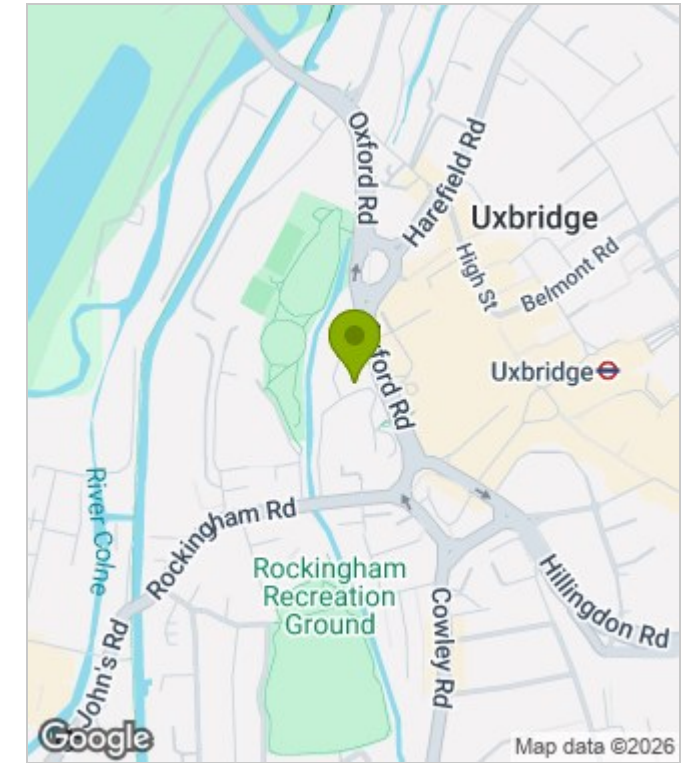 Oxford Rd
Harefield Rd
Uxbridge
High St
Belmont Rd
Uxbridge
ford Rd
River Colne
Rockingham Rd
Rockingham
Recreation
Ground
Hillingdon Rd
Cowley Rd
John's Rd
Google
Map data ©2026